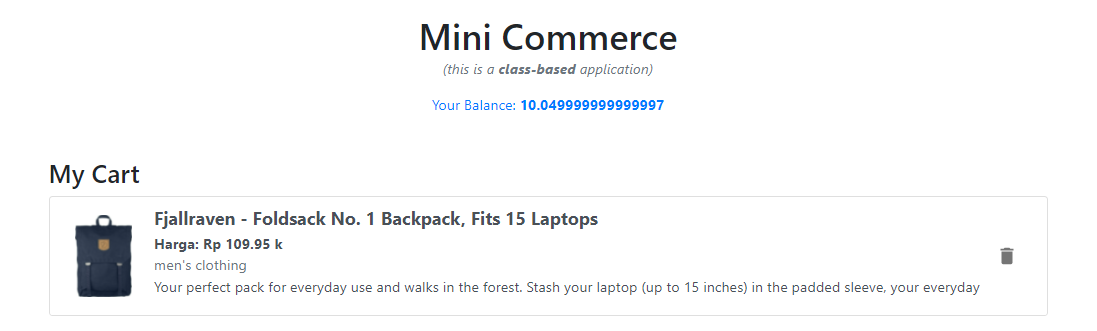 Mini Commerce
(this is a class-based application)
Your Balance: 10.049999999999997
My Cart
Fjallraven - Foldsack No. 1 Backpack, Fits 15 Laptops
Harga: Rp 109.95 k
men's clothing
Your perfect pack for everyday use and walks in the forest. Stash your laptop (up to 15 inches) in the padded sleeve, your everyday